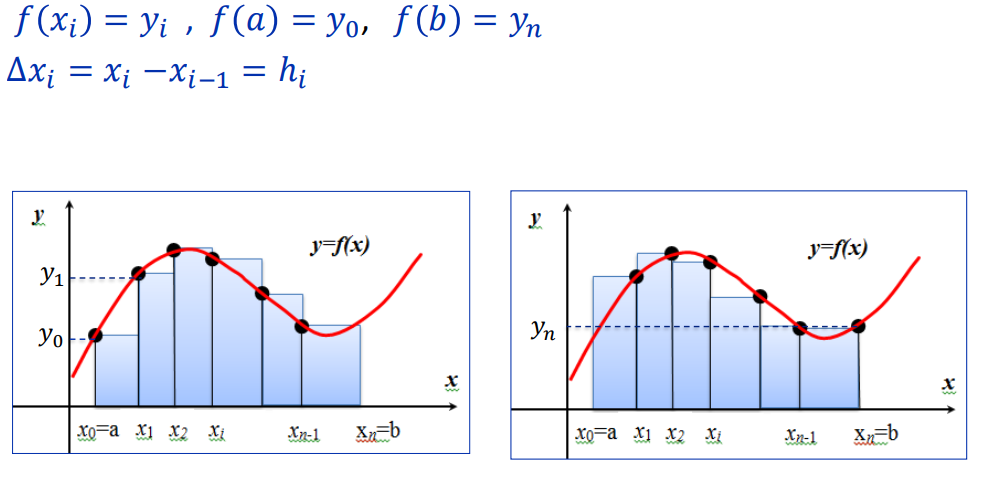 f(xᵢ) = yᵢ , f(a) = y₀, f(b) = yₙ
Δxᵢ = xᵢ −xᵢ₋₁ = hᵢ
y
y=f(x)
y₁
y₀
x
x₀=a x₁ x₂ xᵢ xₙ₋₁ xₙ=b
y
y=f(x)
yₙ
x
x₀=a x₁ x₂ xᵢ xₙ₋₁ xₙ=b